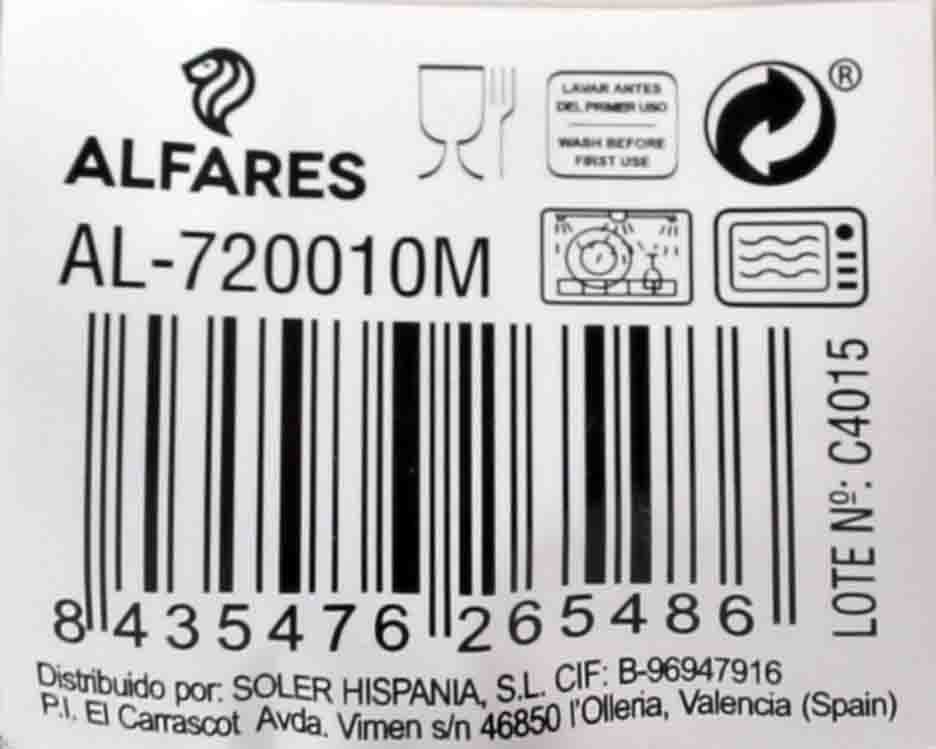 ALFARES
LAVAR ANTES
DEL PRIMER USO
WASH BEFORE
FIRST USE
®
AL-720010M
LOTE Nº: C4015
8 435476 265486
Distribuido por: SOLER HISPANIA, S.L. CIF: B-96947916
P.I. El Carrascot Avda. Vimen s/n 46850 l'Olleria, Valencia (Spain)